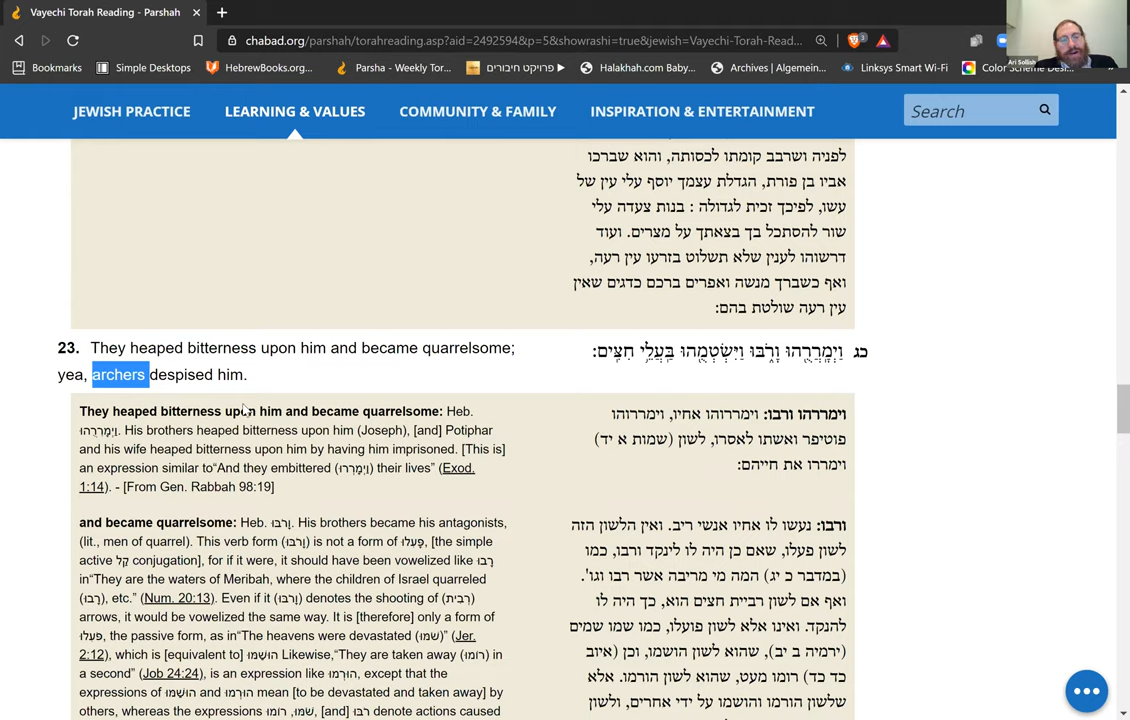 Vayechi Torah Reading - Parshah
chabad.org/parshah/torahreading.asp?aid=2492594&p=5&showrashi=true&jewish=Vayechi-Torah-Read...
Bookmarks Simple Desktops HebrewBooks.org... Parsha - Weekly Tor... פרויקט חיבורים Halakhah.com Baby... Archives | Algemein... Linksys Smart Wi-Fi Color Scheme Desi...
Ari Sollish
JEWISH PRACTICE LEARNING & VALUES COMMUNITY & FAMILY INSPIRATION & ENTERTAINMENT Search
לפניה ושרבב קומתו לכסותה, והוא שברכו
אביו בן פורת, הגדלת עצמך יוסף עלי עין של
עשו, לפיכך זכית לגדולה: בנות צעדה עלי
שור להסתכל בך בצאתך על מצרים. ועוד
דרשוהו לענין שלא תשלוט בזרעו עין רעה,
ואף כשברך מנשה ואפרים ברכם כדגים שאין
עין רעה שולטת בהם:
23. They heaped bitterness upon him and became quarrelsome;
yea, archers despised him.
כג וַיְמָרְרֻהוּ וָרֹבּוּ וַיִּשְׂטְמֻהוּ בַּעֲלֵי חִצִּים:
They heaped bitterness upon him and became quarrelsome: Heb.
וַיְמָרְרֻהוּ. His brothers heaped bitterness upon him (Joseph), [and] Potiphar
and his wife heaped bitterness upon him by having him imprisoned. [This is]
an expression similar to“And they embittered (וַיְמָרְרוּ) their lives” (Exod.
1:14). - [From Gen. Rabbah 98:19]
וימררהו ורבו: וימררוהו אחיו, וימררוהו
פוטיפר ואשתו לאסרו, לשון (שמות א יד)
וימררו את חייהם:
and became quarrelsome: Heb. וָרֹבּוּ. His brothers became his antagonists,
(lit., men of quarrel). This verb form (וָרֹבּוּ) is not a form of פָּעֲלוּ, [the simple
active קַל conjugation], for if it were, it should have been vowelized like רָבוּ
in“They are the waters of Meribah, where the children of Israel quarreled
(רָבוּ), etc.” (Num. 20:13). Even if it (וָרֹבּוּ) denotes the shooting of (רְבִיַּת)
arrows, it would be vowelized the same way. It is [therefore] only a form of
פֹּעֲלוּ, the passive form, as in“The heavens were devastated (שֹׁמּוּ)” (Jer.
2:12), which is [equivalent to] הוּשַׁמּוּ Likewise,“They are taken away (רוֹמּוּ) in
a second” (Job 24:24), is an expression like הוּרְמוּ, except that the
expressions of הוּרְמוּ and הוּשַׁמּוּ mean [to be devastated and taken away] by
others, whereas the expressions שֹׁמּוּ, רוֹמּוּ, [and] רֹבּוּ denote actions caused
ורבו: נעשו לו אחיו אנשי ריב. ואין הלשון הזה
לשון פעלו, שאם כן היה לו לינקד ורבו, כמו
(במדבר כ יג) המה מי מריבה אשר רבו וגו'.
ואף אם לשון רביית חצים הוא, כך היה לו
להנקד. ואינו אלא לשון פועלו, כמו שמו שמים
(ירמיה ב יב), שהוא לשון הושמו, וכן (איוב
כד כד) רומו מעט, שהוא לשון הורמו. אלא
שלשון הורמו והושמו על ידי אחרים, ולשון